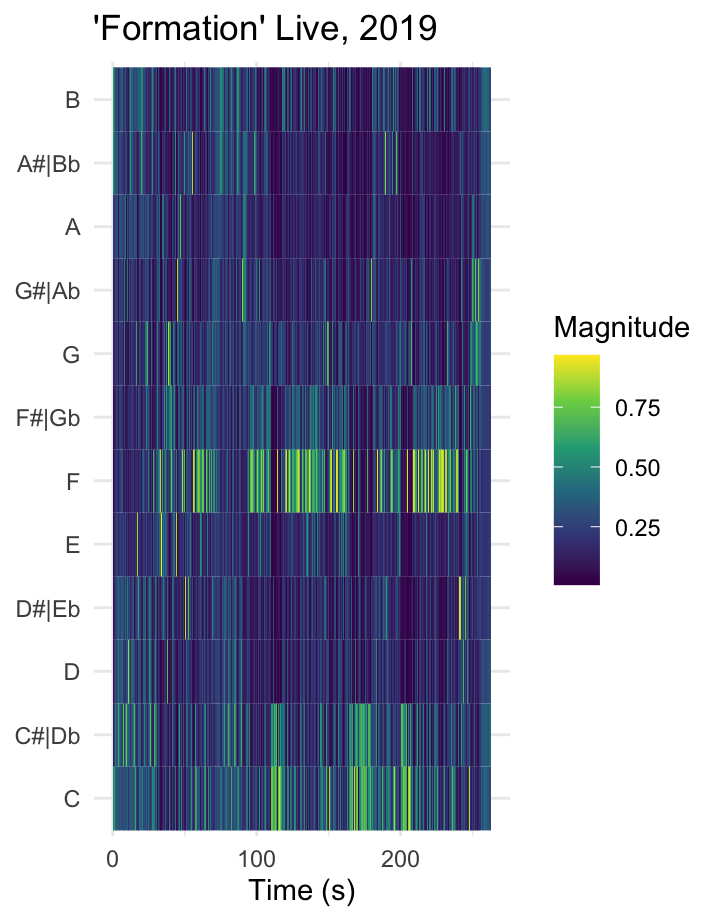 'Formation' Live, 2019
B
A#|Bb
A
G#|Ab
G
F#|Gb
F
E
D#|Eb
D
C#|Db
C
0 100 200
Time (s)
Magnitude
0.75
0.50
0.25